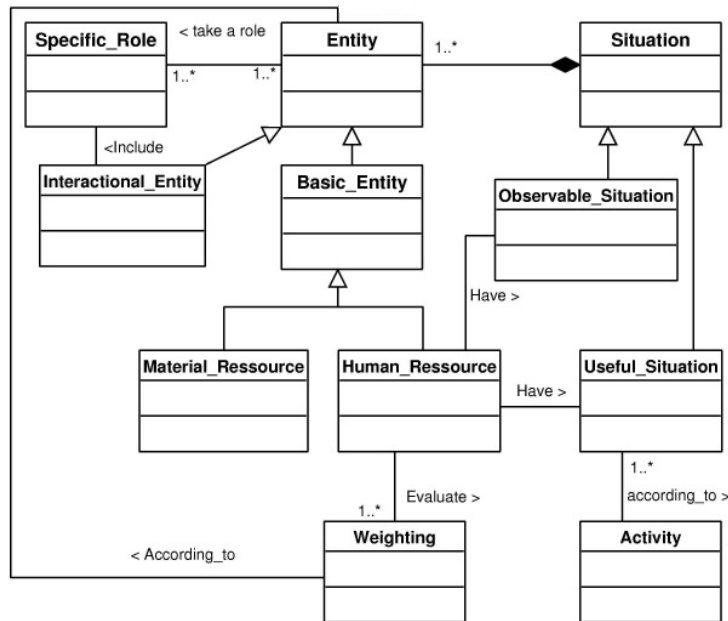 < take a role
Specific_Role
Entity
1..*
Situation
1..*
1..*
<Include
Interactional_Entity
Basic_Entity
Observable_Situation
Have >
Material_Ressource
Human_Ressource
Useful_Situation
Have >
1..*
Evaluate >
according_to >
1..*
Weighting
Activity
< According_to